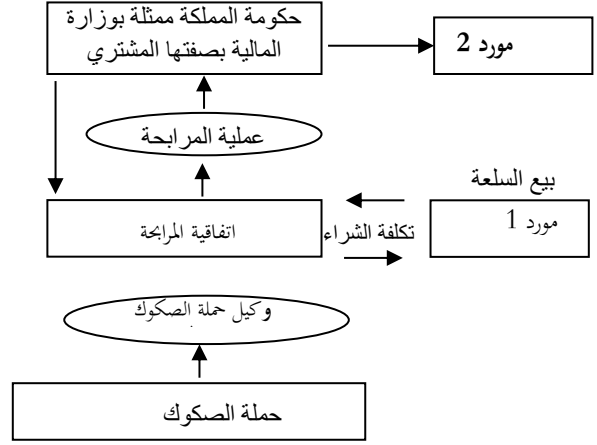 حكومة المملكة ممثلة بوزارة
المالية بصفتها المشتري
مورد 2
عملية المرابحة
بيع السلعة
مورد 1
اتفاقية المرابحة
تكلفة الشراء
وكيل حملة الصكوك
حملة الصكوك